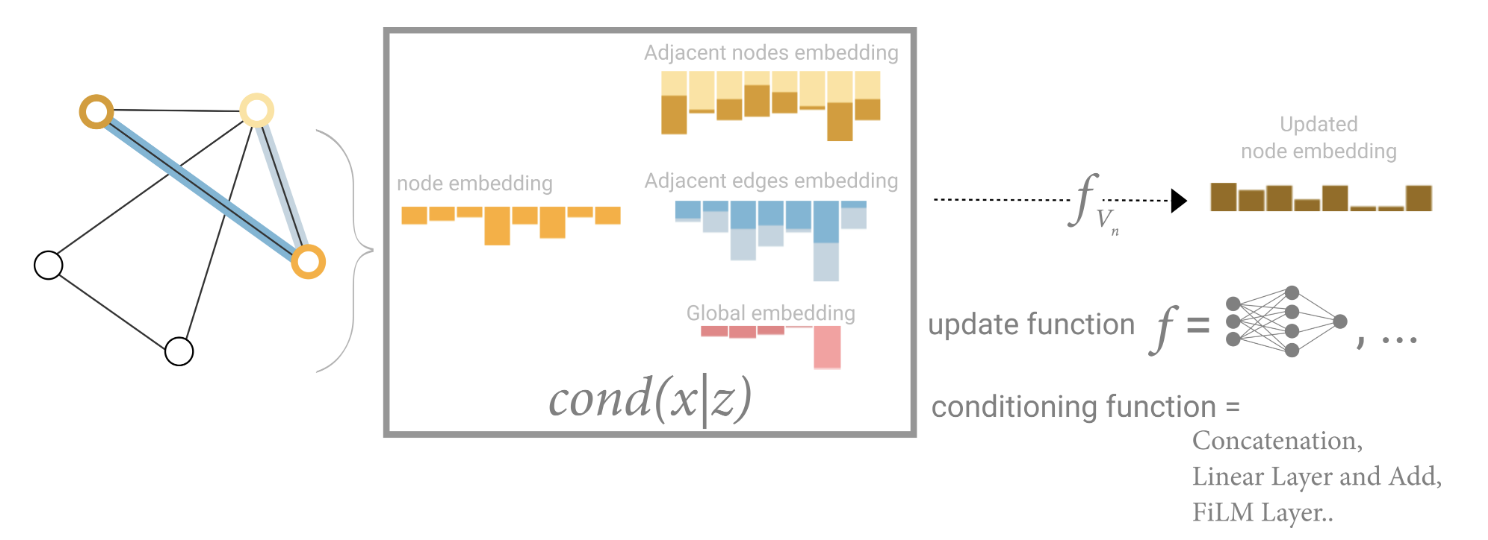 Adjacent nodes embedding
node embedding
Adjacent edges embedding
Global embedding
cond(x|z)
Updated
node embedding
f Vn
update function f = , ...
conditioning function =
Concatenation,
Linear Layer and Add,
FiLM Layer..